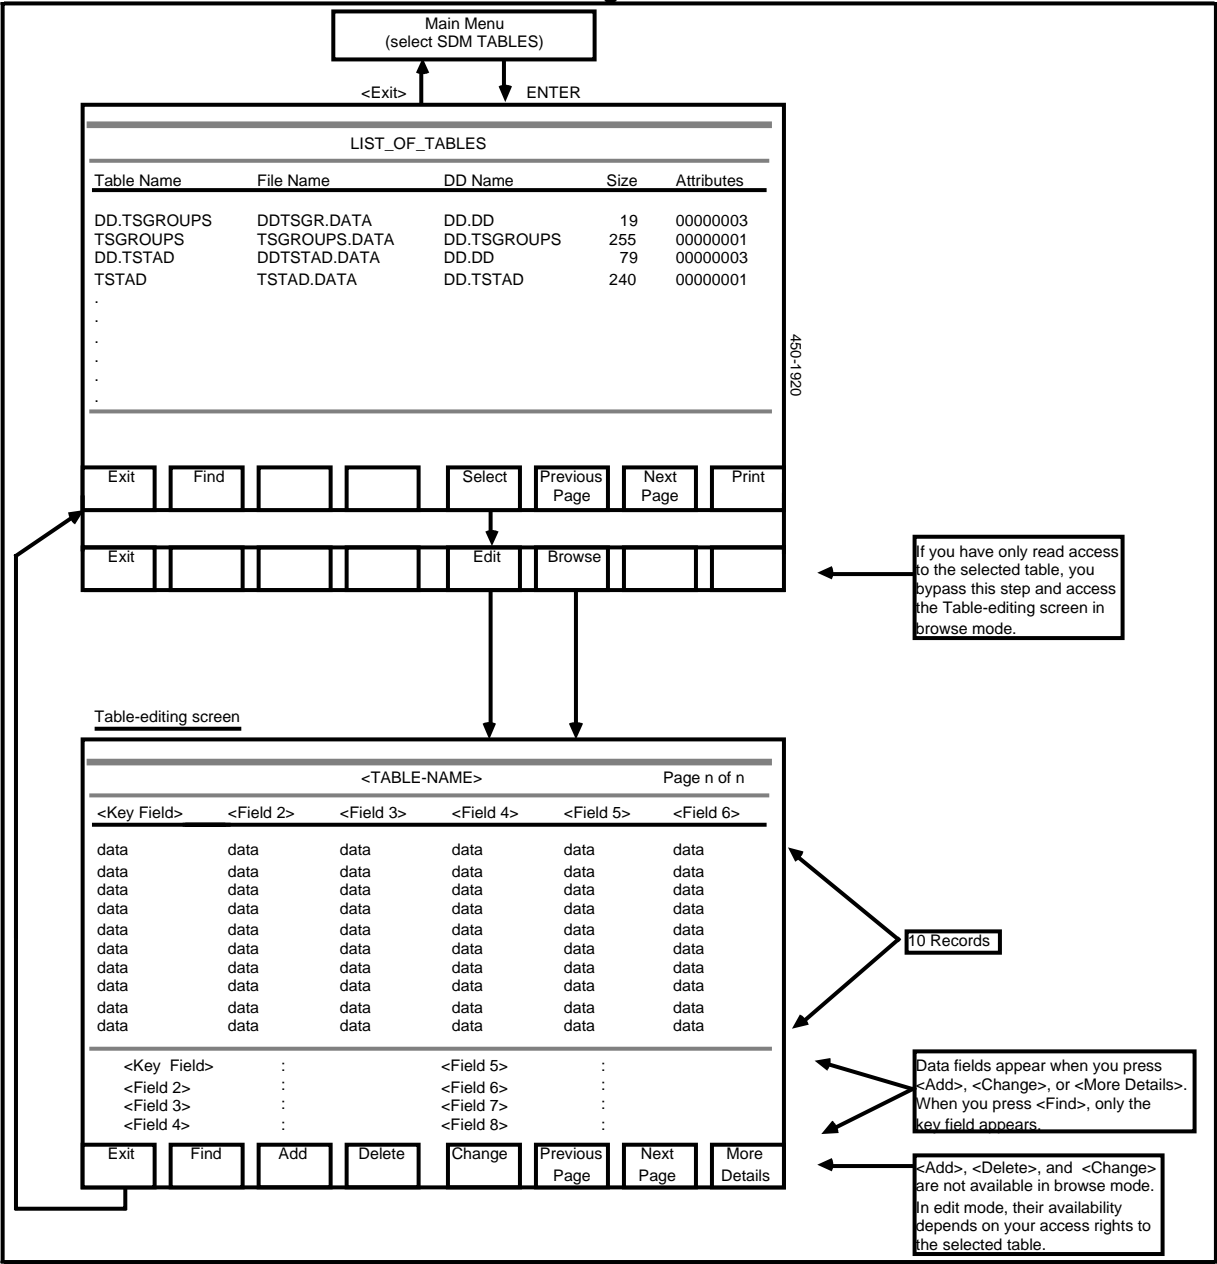 Main Menu
(select SDM TABLES)
<Exit> ENTER
LIST_OF_TABLES
Table Name File Name DD Name Size Attributes
DD.TSGROUPS DDTSGR.DATA DD.DD 19 00000003
TSGROUPS TSGROUPS.DATA DD.TSGROUPS 255 00000001
DD.TSTAD DDTSTAD.DATA DD.DD 79 00000003
TSTAD TSTAD.DATA DD.TSTAD 240 00000001
.
.
.
.
.
.
450-1920
Exit Find Select Previous Page Next Page Print
Exit Edit Browse
If you have only read access
to the selected table, you
bypass this step and access
the Table-editing screen in
browse mode.
Table-editing screen
<TABLE-NAME> Page n of n
<Key Field> <Field 2> <Field 3> <Field 4> <Field 5> <Field 6>
data data data data data data
data data data data data data
data data data data data data
data data data data data data
data data data data data data
data data data data data data
data data data data data data
data data data data data data
data data data data data data
data data data data data data
10 Records
<Key Field> : <Field 5> :
<Field 2> : <Field 6> :
<Field 3> : <Field 7> :
<Field 4> : <Field 8> :
Data fields appear when you press
<Add>, <Change>, or <More Details>.
When you press <Find>, only the
key field appears.
Exit Find Add Delete Change Previous Page Next Page More Details
<Add>, <Delete>, and <Change>
are not available in browse mode.
In edit mode, their availability
depends on your access rights to
the selected table.